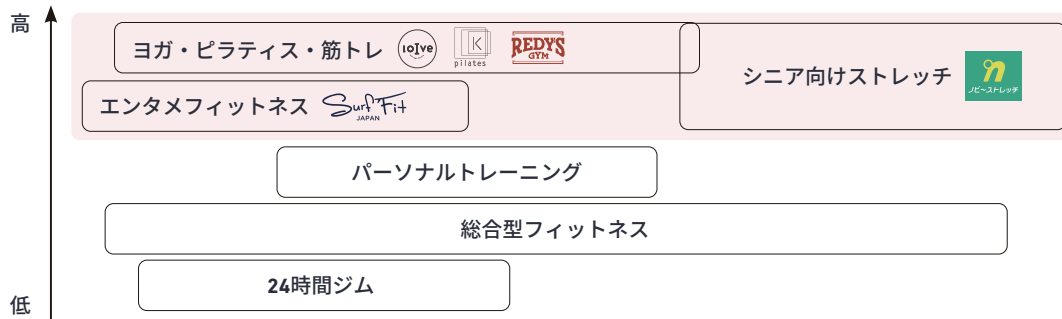 高
ヨガ・ピラティス・筋トレ loIve K pilates REDY'S GYM
シニア向けストレッチ n ノビ〜ストレッチ
エンタメフィットネス Surf Fit JAPAN
パーソナルトレーニング
総合型フィットネス
24時間ジム
低